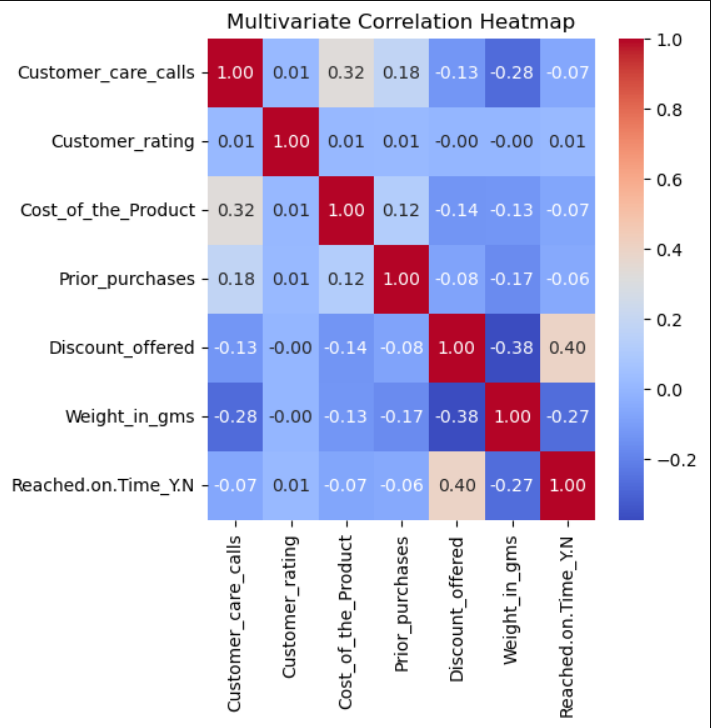 Multivariate Correlation Heatmap
Customer_care_calls 1.00 0.01 0.32 0.18 -0.13 -0.28 -0.07
Customer_rating 0.01 1.00 0.01 0.01 -0.00 -0.00 0.01
Cost_of_the_Product 0.32 0.01 1.00 0.12 -0.14 -0.13 -0.07
Prior_purchases 0.18 0.01 0.12 1.00 -0.08 -0.17 -0.06
Discount_offered -0.13 -0.00 -0.14 -0.08 1.00 -0.38 0.40
Weight_in_gms -0.28 -0.00 -0.13 -0.17 -0.38 1.00 -0.27
Reached.on.Time_Y.N -0.07 0.01 -0.07 -0.06 0.40 -0.27 1.00
Customer_care_calls
Customer_rating
Cost_of_the_Product
Prior_purchases
Discount_offered
Weight_in_gms
Reached.on.Time_Y.N
1.0
0.8
0.6
0.4
0.2
0.0
−0.2